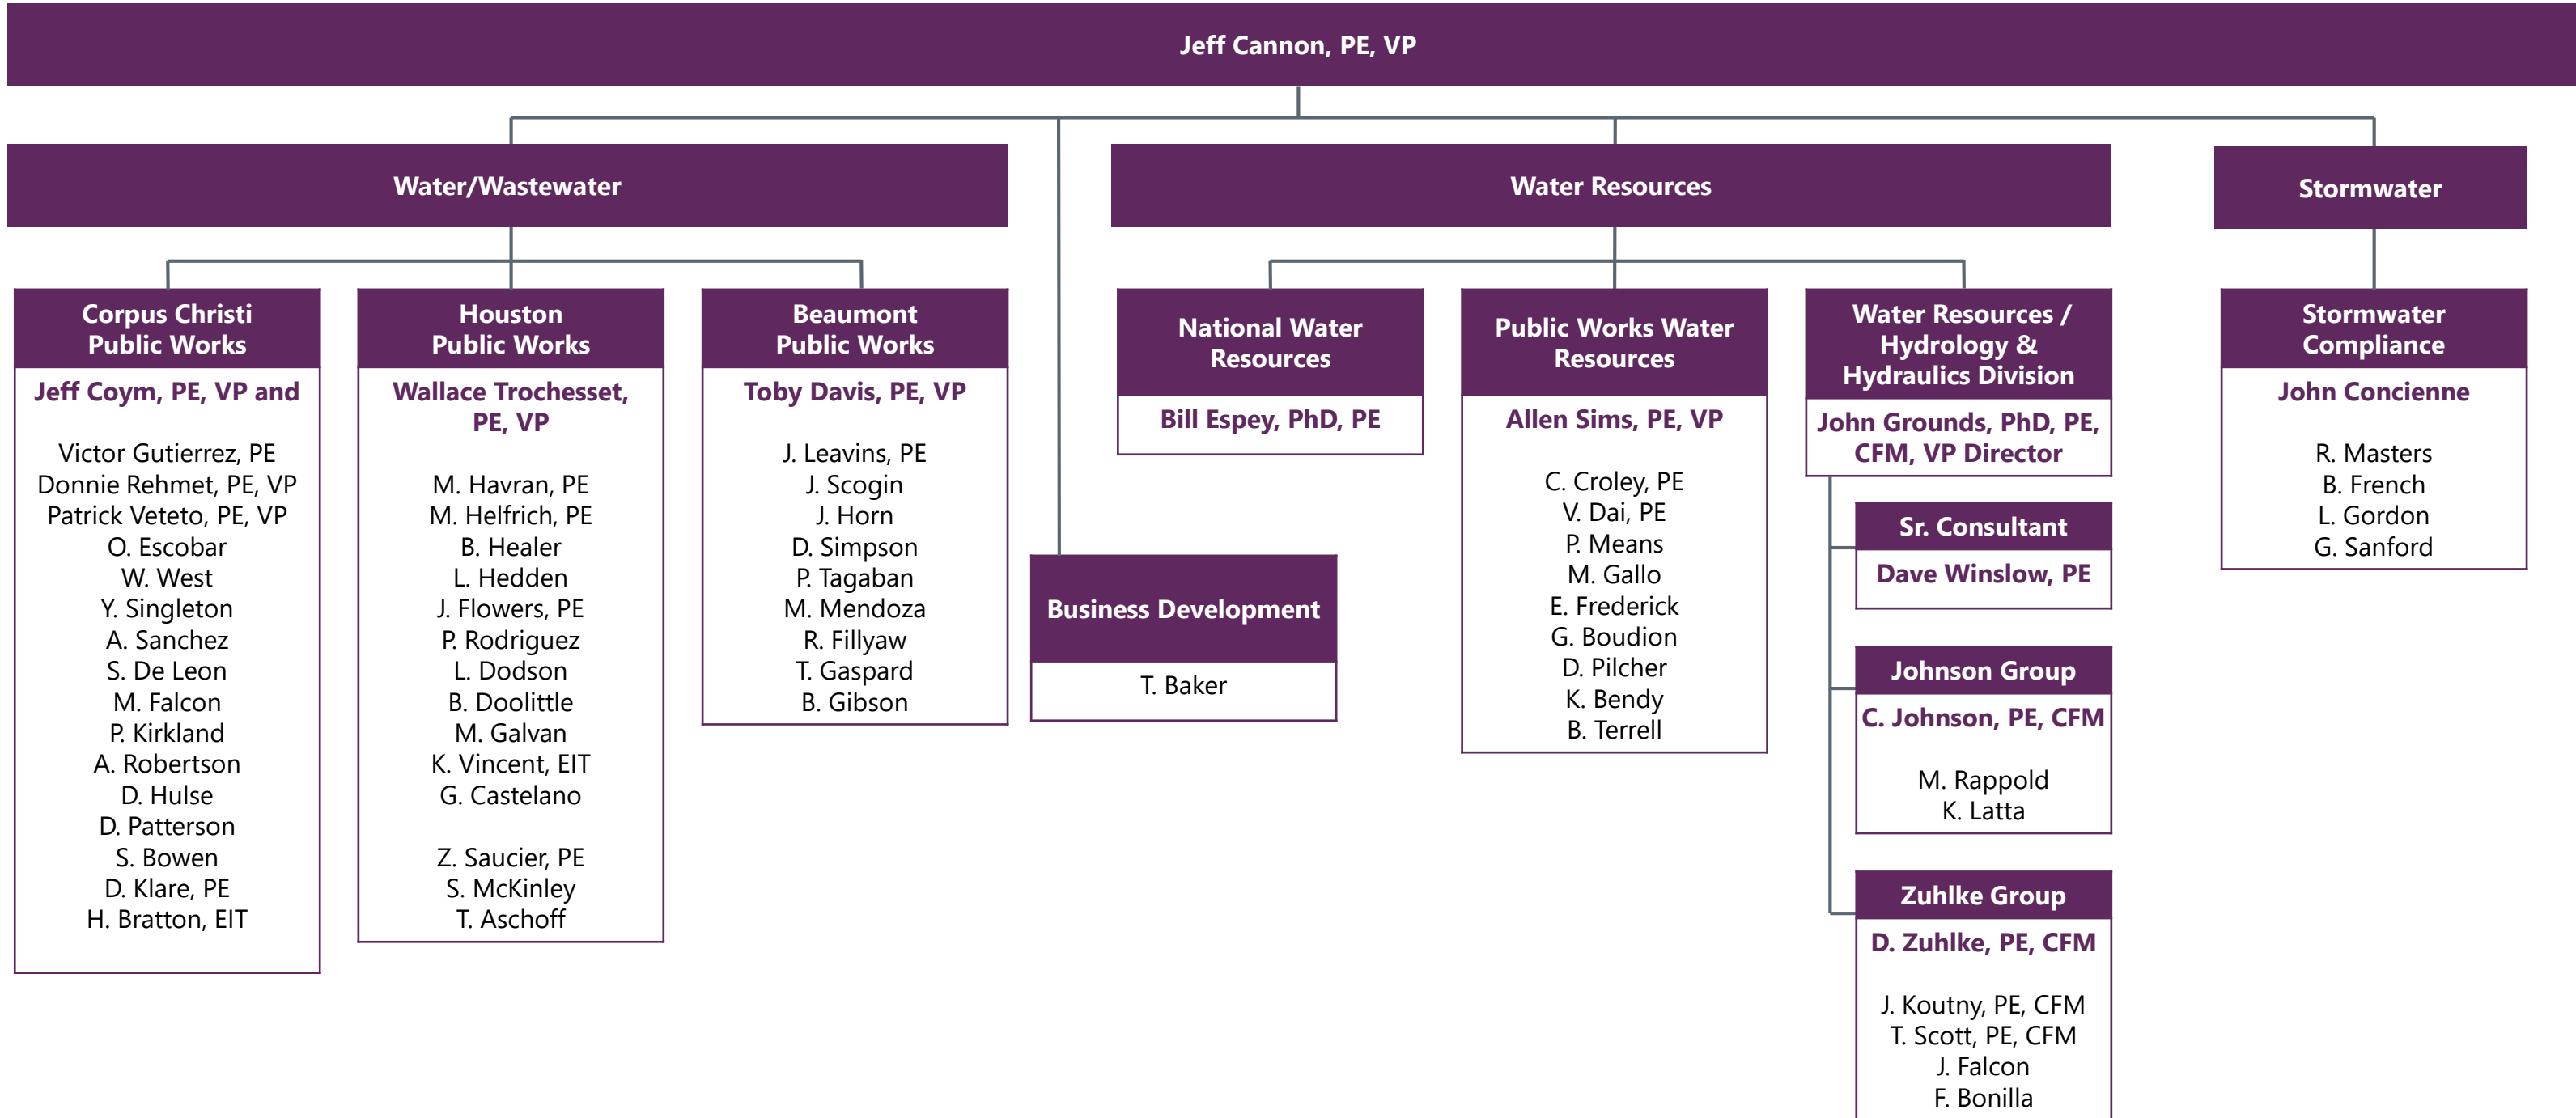 Jeff Cannon, PE, VP
Water/Wastewater
Corpus Christi
Public Works
Jeff Coym, PE, VP and
Victor Gutierrez, PE
Donnie Rehmet, PE, VP
Patrick Veteto, PE, VP
O. Escobar
W. West
Y. Singleton
A. Sanchez
S. De Leon
M. Falcon
P. Kirkland
A. Robertson
D. Hulse
D. Patterson
S. Bowen
D. Klare, PE
H. Bratton, EIT
Houston
Public Works
Wallace Trochesset,
PE, VP
M. Havran, PE
M. Helfrich, PE
B. Healer
L. Hedden
J. Flowers, PE
P. Rodriguez
L. Dodson
B. Doolittle
M. Galvan
K. Vincent, EIT
G. Castelano
Z. Saucier, PE
S. McKinley
T. Aschoff
Beaumont
Public Works
Toby Davis, PE, VP
J. Leavins, PE
J. Scogin
J. Horn
D. Simpson
P. Tagaban
M. Mendoza
R. Fillyaw
T. Gaspard
B. Gibson
Business Development
T. Baker
Water Resources
National Water
Resources
Bill Espey, PhD, PE
Public Works Water
Resources
Allen Sims, PE, VP
C. Croley, PE
V. Dai, PE
P. Means
M. Gallo
E. Frederick
G. Boudion
D. Pilcher
K. Bendy
B. Terrell
Water Resources /
Hydrology &
Hydraulics Division
John Grounds, PhD, PE,
CFM, VP Director
Sr. Consultant
Dave Winslow, PE
Johnson Group
C. Johnson, PE, CFM
M. Rappold
K. Latta
Zuhlke Group
D. Zuhlke, PE, CFM
J. Koutny, PE, CFM
T. Scott, PE, CFM
J. Falcon
F. Bonilla
Stormwater
Stormwater
Compliance
John Concienne
R. Masters
B. French
L. Gordon
G. Sanford